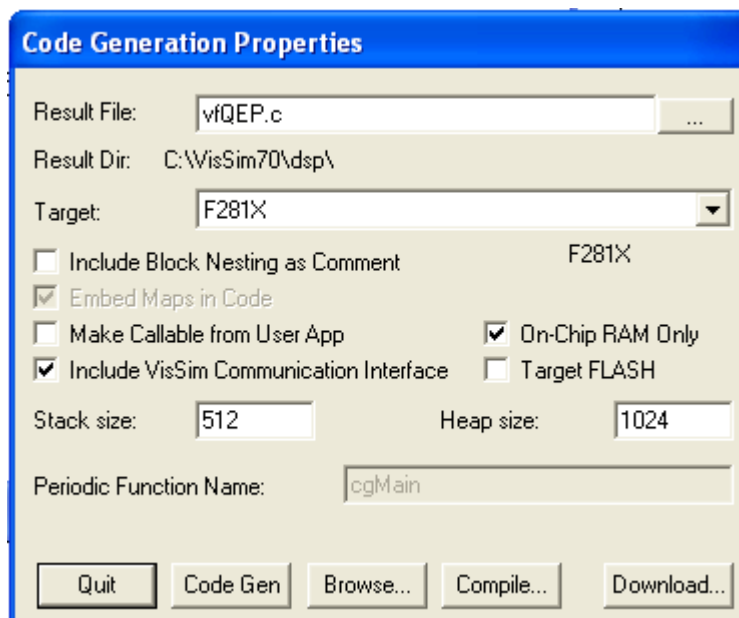 Code Generation Properties
Result File: vfQEP.c ...
Result Dir: C:\VisSim70\dsp\
Target: F281X
Include Block Nesting as Comment F281X
Embed Maps in Code
Make Callable from User App On-Chip RAM Only
Include VisSim Communication Interface Target FLASH
Stack size: 512 Heap size: 1024
Periodic Function Name: cgMain
Quit Code Gen Browse... Compile... Download...